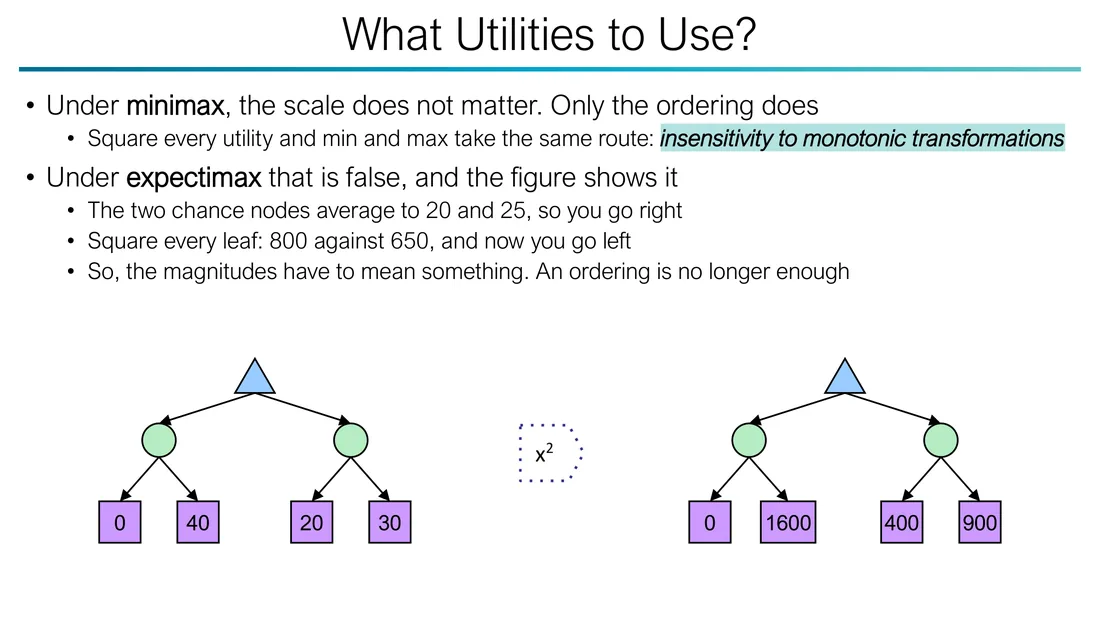 What Utilities to Use?
• Under minimax, the scale does not matter. Only the ordering does
• Square every utility and min and max take the same route: insensitivity to monotonic transformations
• Under expectimax that is false, and the figure shows it
• The two chance nodes average to 20 and 25, so you go right
• Square every leaf: 800 against 650, and now you go left
• So, the magnitudes have to mean something. An ordering is no longer enough
x²
0 40 20 30
0 1600 400 900